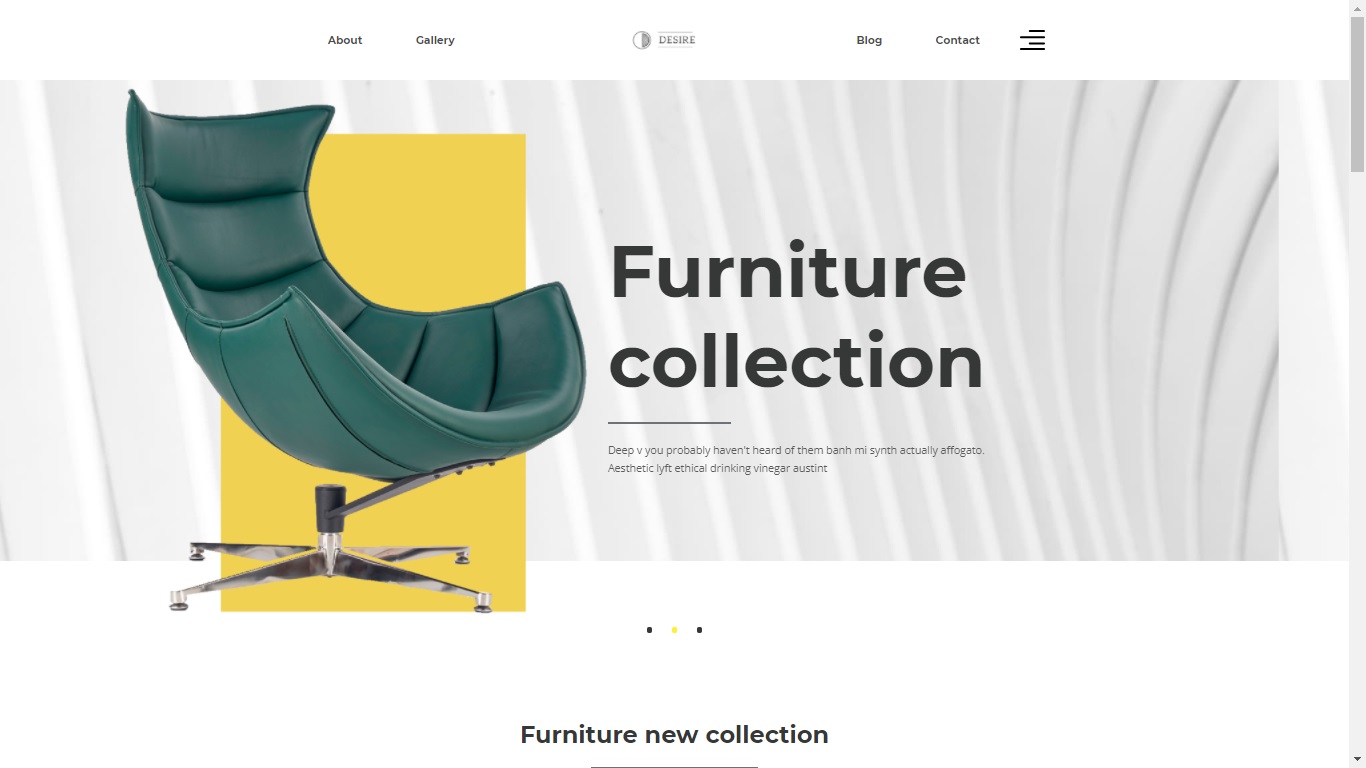 About
Gallery
DESIRE
Blog
Contact
Furniture
collection
Deep v you probably haven't heard of them banh mi synth actually affogato.
Aesthetic lyft ethical drinking vinegar austint
Furniture new collection